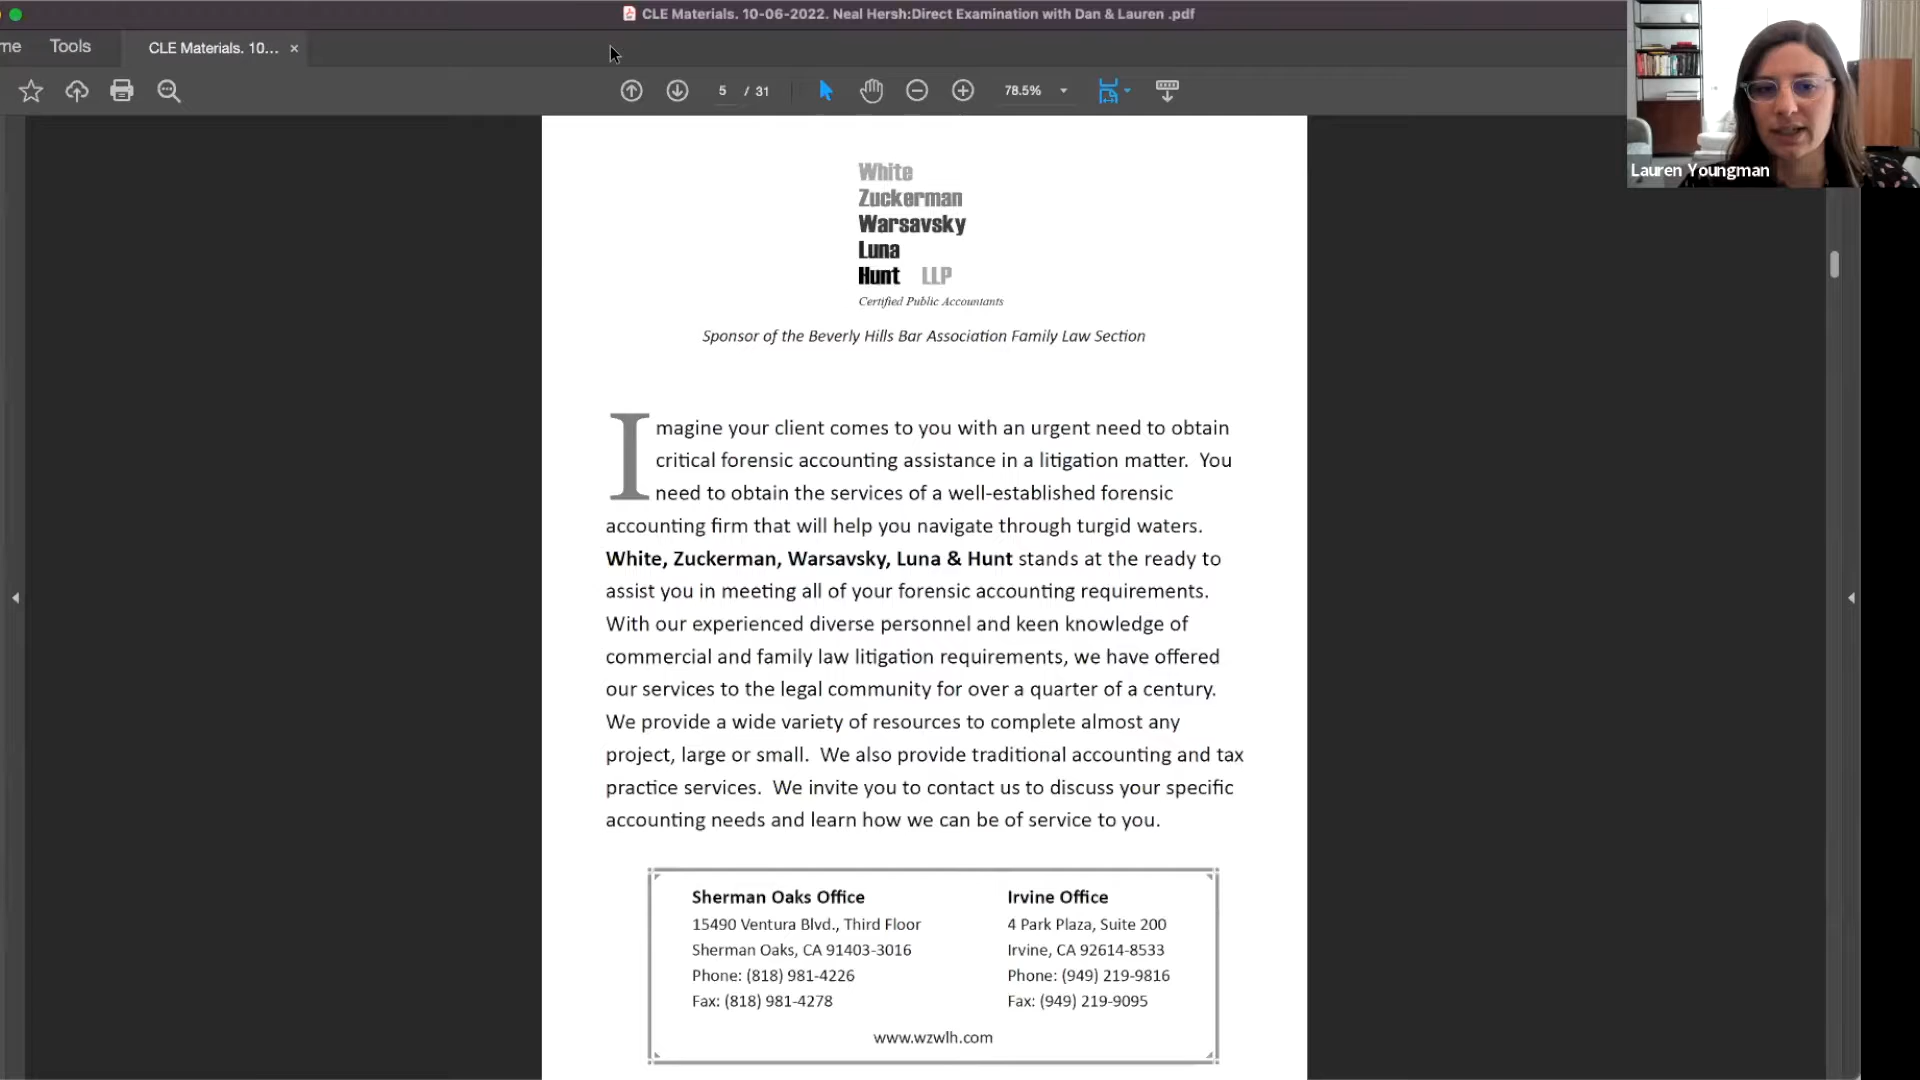 CLE Materials. 10-06-2022. Neal Hersh:Direct Examination with Dan & Lauren .pdf
me
Tools
CLE Materials. 10... ×
5 / 31
78.5%
Lauren Youngman
White
Zuckerman
Warsavsky
Luna
Hunt LLP
Certified Public Accountants
Sponsor of the Beverly Hills Bar Association Family Law Section
Imagine your client comes to you with an urgent need to obtain
critical forensic accounting assistance in a litigation matter. You
need to obtain the services of a well-established forensic
accounting firm that will help you navigate through turgid waters.
White, Zuckerman, Warsavsky, Luna & Hunt stands at the ready to
assist you in meeting all of your forensic accounting requirements.
With our experienced diverse personnel and keen knowledge of
commercial and family law litigation requirements, we have offered
our services to the legal community for over a quarter of a century.
We provide a wide variety of resources to complete almost any
project, large or small. We also provide traditional accounting and tax
practice services. We invite you to contact us to discuss your specific
accounting needs and learn how we can be of service to you.
Sherman Oaks Office
15490 Ventura Blvd., Third Floor
Sherman Oaks, CA 91403-3016
Phone: (818) 981-4226
Fax: (818) 981-4278
Irvine Office
4 Park Plaza, Suite 200
Irvine, CA 92614-8533
Phone: (949) 219-9816
Fax: (949) 219-9095
www.wzwlh.com